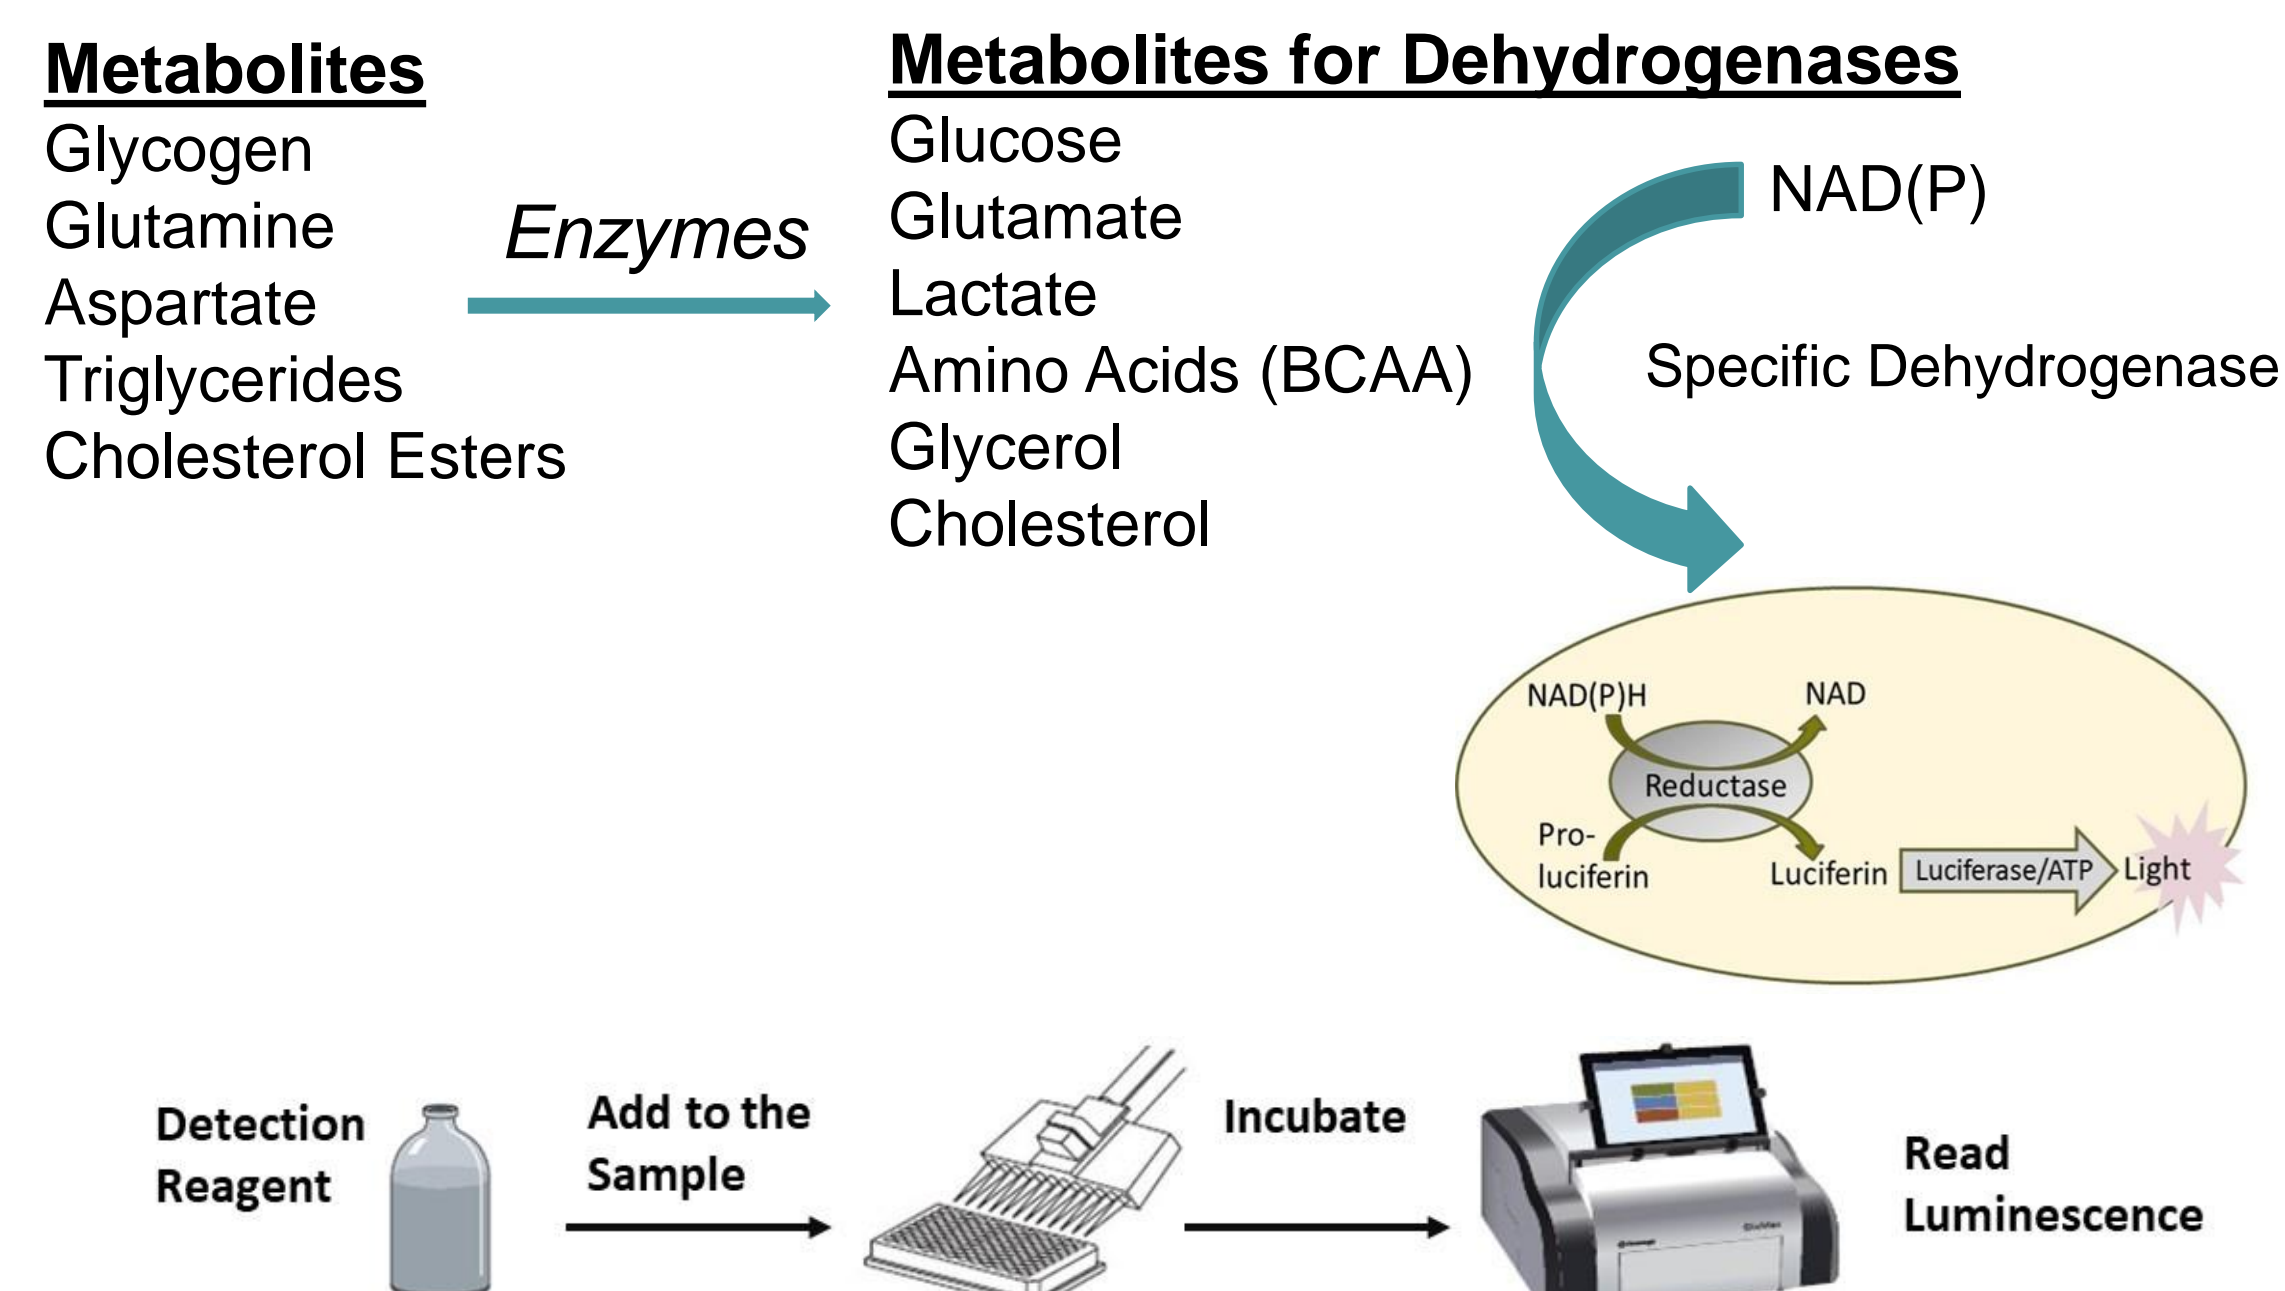 Metabolites
Glycogen
Glutamine
Aspartate
Triglycerides
Cholesterol Esters
Enzymes
Metabolites for Dehydrogenases
Glucose
Glutamate
Lactate
Amino Acids (BCAA)
Glycerol
Cholesterol
NAD(P)
Specific Dehydrogenase
NAD(P)H
NAD
Reductase
Pro-
luciferin
Luciferin
Luciferase/ATP
Light
Detection
Reagent
Add to the
Sample
Incubate
Read
Luminescence